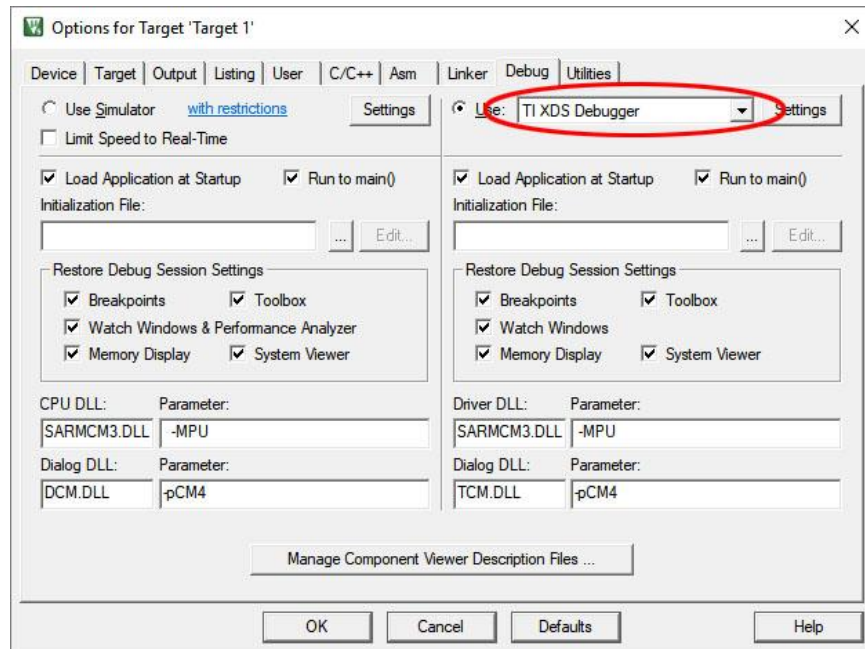 Options for Target 'Target 1'
Device Target Output Listing User C/C++ Asm Linker Debug Utilities
Use Simulator with restrictions Settings
Limit Speed to Real-Time
Use: TI XDS Debugger Settings
Load Application at Startup Run to main()
Initialization File:
... Edit...
Load Application at Startup Run to main()
Initialization File:
... Edit...
Restore Debug Session Settings
Breakpoints Toolbox
Watch Windows & Performance Analyzer
Memory Display System Viewer
Restore Debug Session Settings
Breakpoints Toolbox
Watch Windows
Memory Display System Viewer
CPU DLL: Parameter:
SARMCM3.DLL -MPU
Dialog DLL: Parameter:
DCM.DLL -pCM4
Driver DLL: Parameter:
SARMCM3.DLL -MPU
Dialog DLL: Parameter:
TCM.DLL -pCM4
Manage Component Viewer Description Files ...
OK Cancel Defaults Help